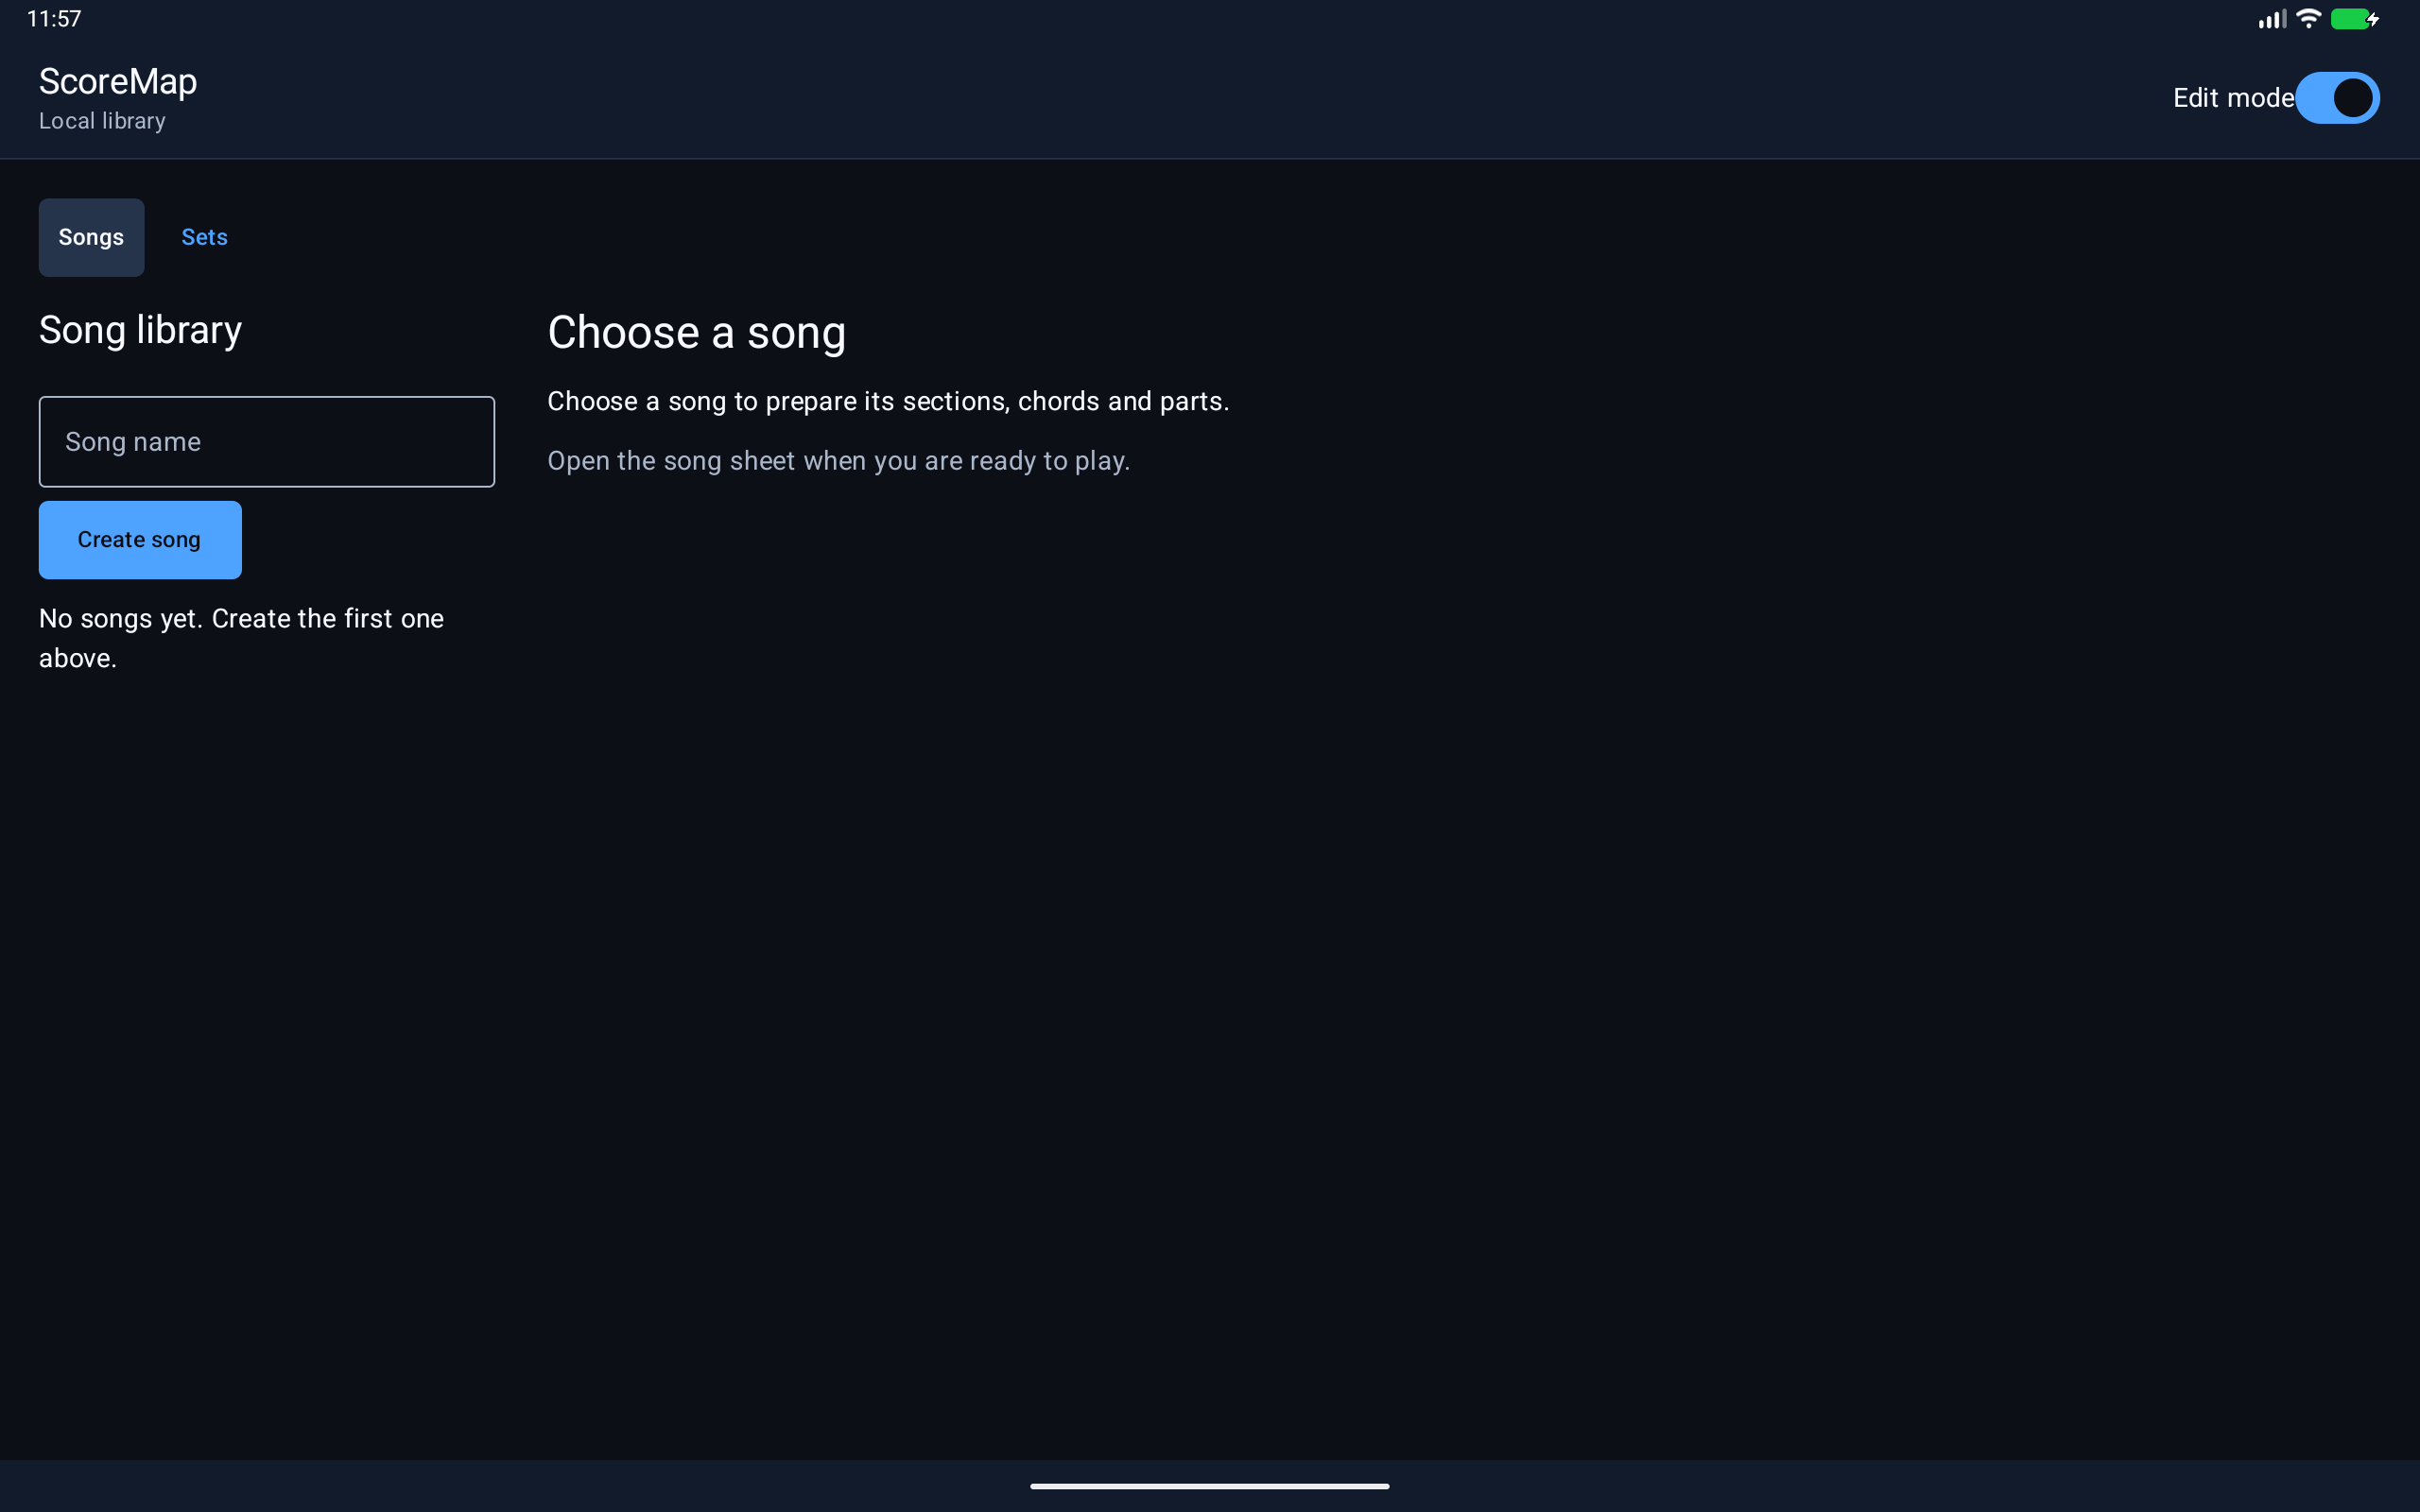 11:57
ScoreMap
Local library
Edit mode
Songs
Sets
Song library
Song name
Create song
No songs yet. Create the first one
above.
Choose a song
Choose a song to prepare its sections, chords and parts.
Open the song sheet when you are ready to play.